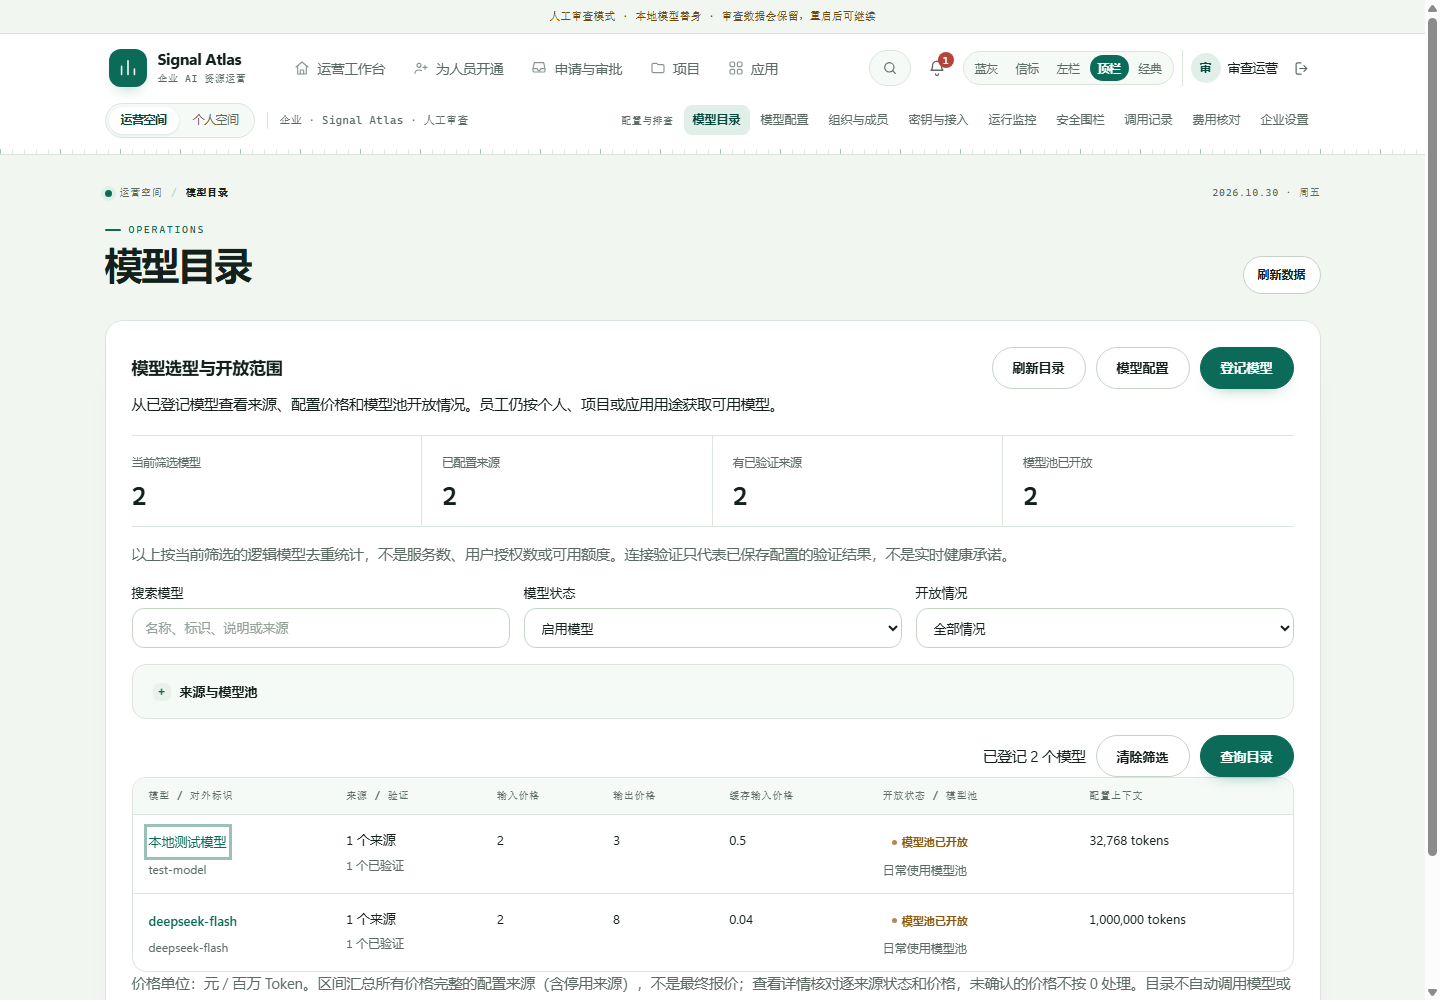 人工审查模式 · 本地模型替身 · 审查数据会保留，重启后可继续
Signal Atlas
企业 AI 资源运营
运营工作台
为人员开通
申请与审批
项目
应用
1
蓝灰
信标
左栏
顶栏
经典
审
审查运营
运营空间
个人空间
企业 · Signal Atlas · 人工审查
配置与排查
模型目录
模型配置
组织与成员
密钥与接入
运行监控
安全围栏
调用记录
费用核对
企业设置
运营空间 / 模型目录
2026.10.30 · 周五
OPERATIONS
模型目录
刷新数据
模型选型与开放范围
刷新目录
模型配置
登记模型
从已登记模型查看来源、配置价格和模型池开放情况。员工仍按个人、项目或应用用途获取可用模型。
当前筛选模型
已配置来源
有已验证来源
模型池已开放
2
2
2
2
以上按当前筛选的逻辑模型去重统计，不是服务数、用户授权数或可用额度。连接验证只代表已保存配置的验证结果，不是实时健康承诺。
搜索模型
模型状态
开放情况
名称、标识、说明或来源
启用模型
全部情况
+ 来源与模型池
已登记 2 个模型
清除筛选
查询目录
模型 / 对外标识
来源 / 验证
输入价格
输出价格
缓存输入价格
开放状态 / 模型池
配置上下文
本地测试模型
1 个来源
2
3
0.5
模型池已开放
32,768 tokens
test-model
1 个已验证
日常使用模型池
deepseek-flash
1 个来源
2
8
0.04
模型池已开放
1,000,000 tokens
deepseek-flash
1 个已验证
日常使用模型池
价格单位：元 / 百万 Token。区间汇总所有价格完整的配置来源（含停用来源），不是最终报价；查看详情核对逐来源状态和价格，未确认的价格不按 0 处理。目录不自动调用模型或